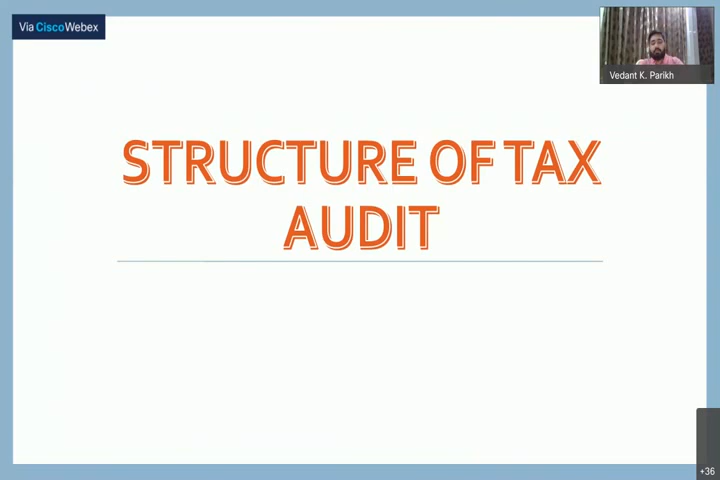 Via CiscoWebex
Vedant K. Parikh
STRUCTURE OF TAX
AUDIT
+36